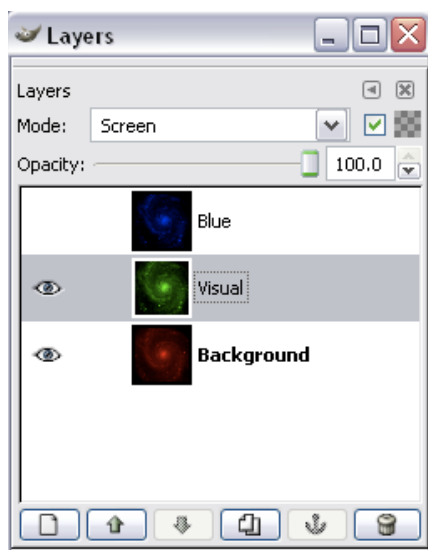 Layers
Layers
Mode: Screen
Opacity: 100.0
Blue
Visual
Background